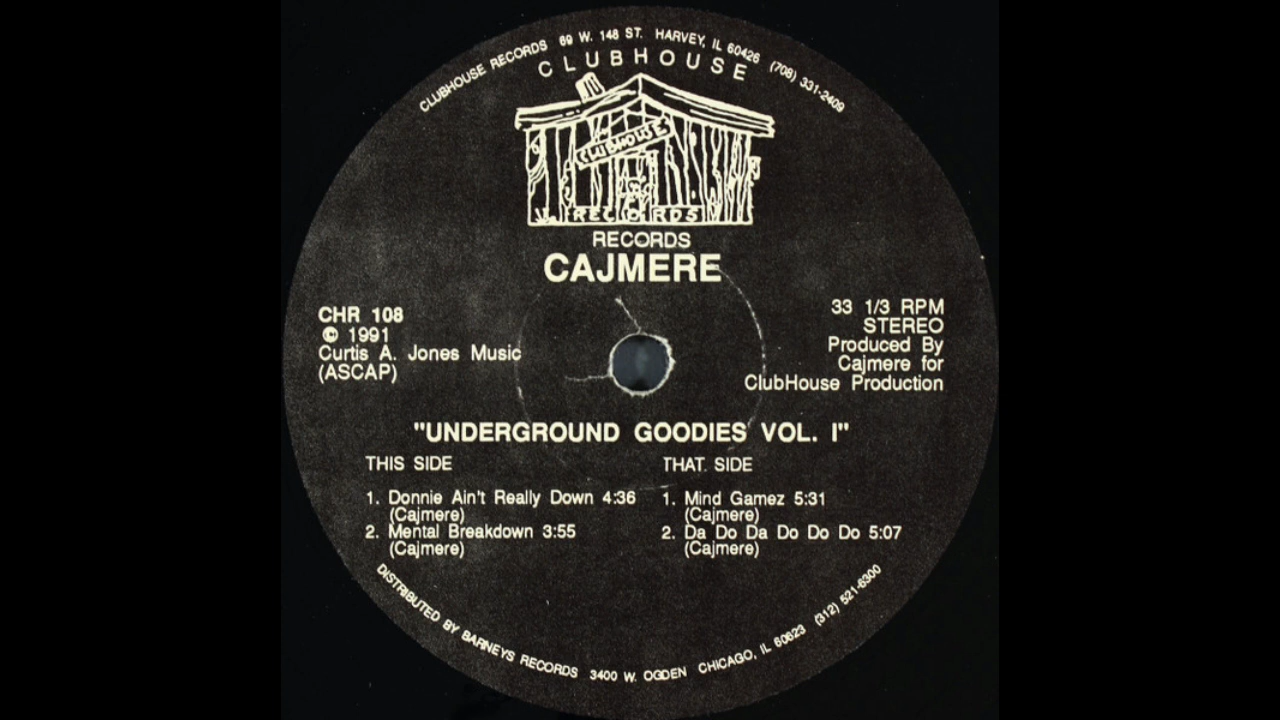 CLUBHOUSE RECORDS 69 W. 148 ST. HARVEY, IL 60426 (708) 331-2409
CLUBHOUSE
CLUBHOUSE
RECORDS
RECORDS
CAJMERE
CHR 108
© 1991
Curtis A. Jones Music
(ASCAP)
33 1/3 RPM
STEREO
Produced By
Cajmere for
ClubHouse Production
"UNDERGROUND GOODIES VOL. I"
THIS SIDE
1. Donnie Ain't Really Down 4:36
(Cajmere)
2. Mental Breakdown 3:55
(Cajmere)
THAT SIDE
1. Mind Gamez 5:31
(Cajmere)
2. Da Do Da Do Do Do 5:07
(Cajmere)
DISTRIBUTED BY BARNEYS RECORDS 3400 W. OGDEN CHICAGO, IL 60623 (312) 521-6300